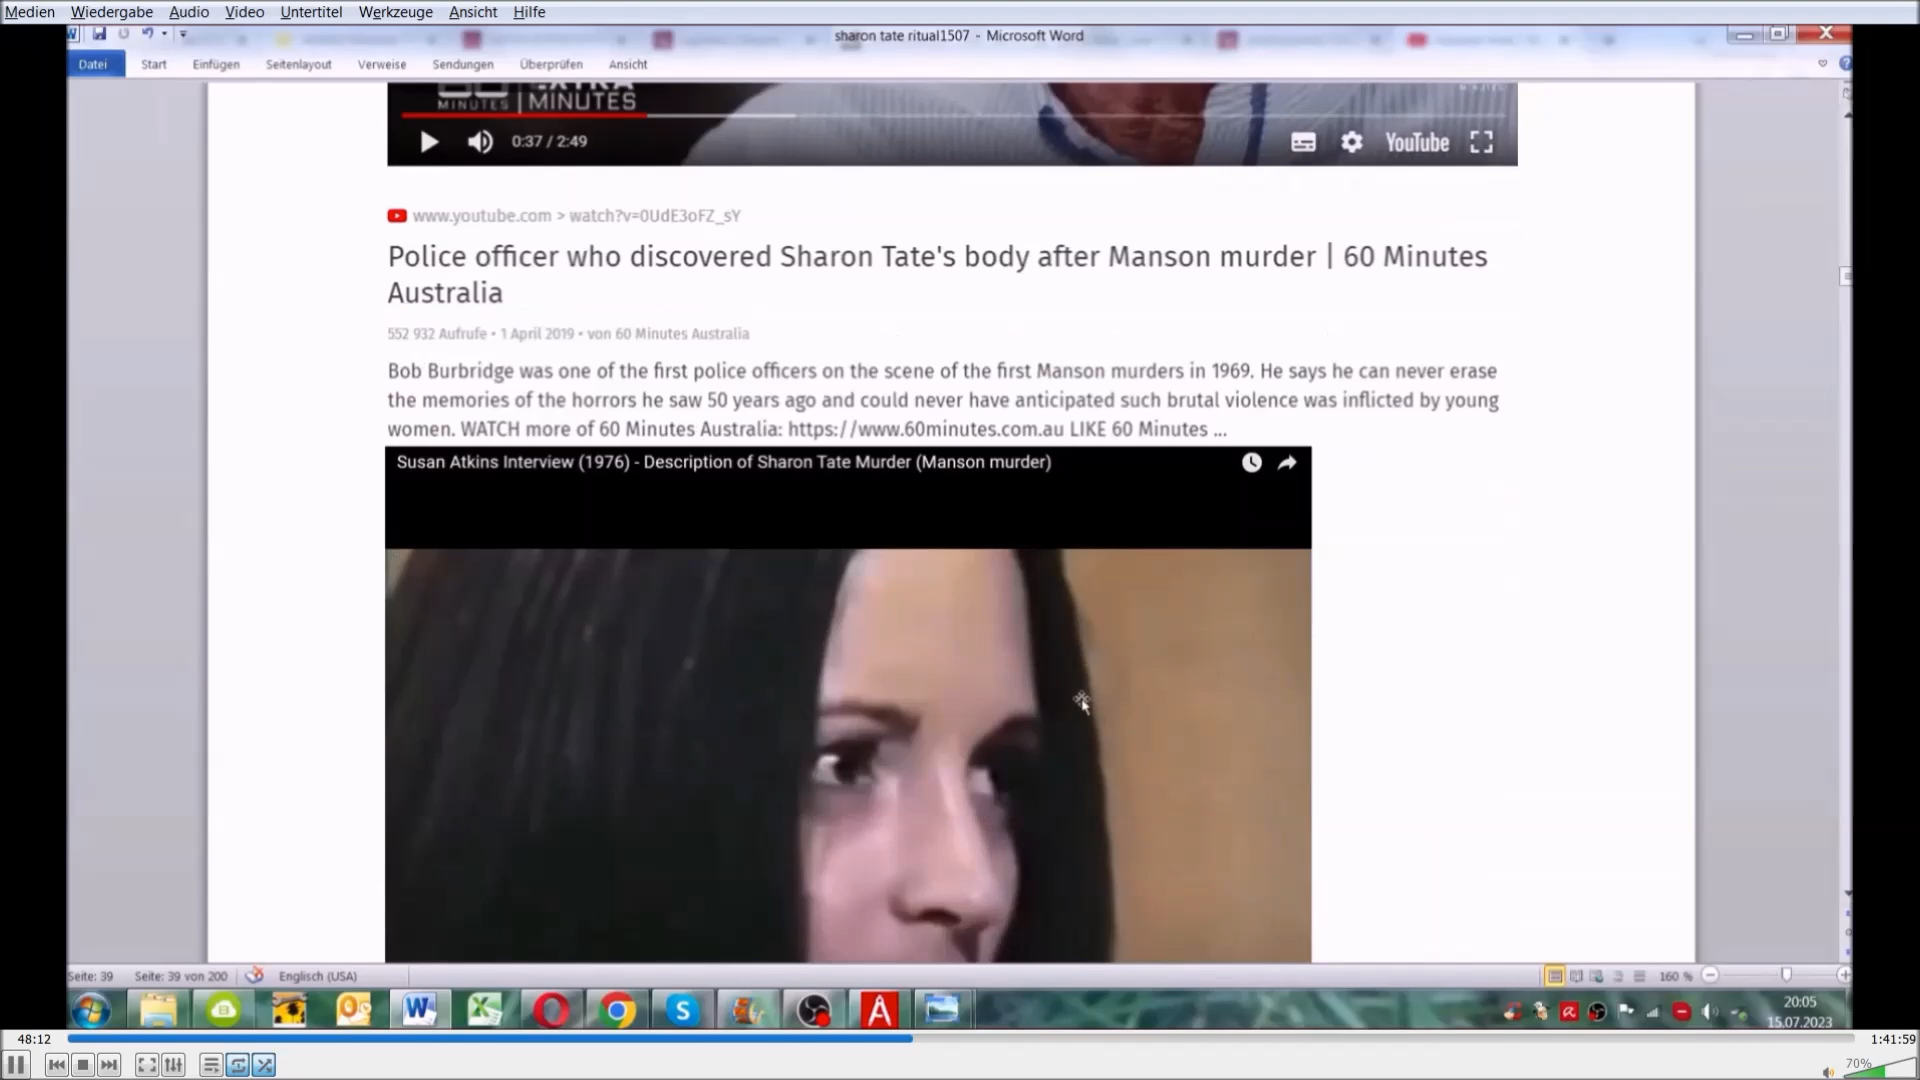 Medien Wiedergabe Audio Video Untertitel Werkzeuge Ansicht Hilfe
sharon tate ritual1507 - Microsoft Word
Datei Start Einfügen Seitenlayout Verweise Sendungen Überprüfen Ansicht
MINUTES | MINUTES
0:37 / 2:49
YouTube
www.youtube.com > watch?v=0UdE3oFZ_sY
Police officer who discovered Sharon Tate's body after Manson murder | 60 Minutes
Australia
552 932 Aufrufe • 1 April 2019 • von 60 Minutes Australia
Bob Burbridge was one of the first police officers on the scene of the first Manson murders in 1969. He says he can never erase
the memories of the horrors he saw 50 years ago and could never have anticipated such brutal violence was inflicted by young
women. WATCH more of 60 Minutes Australia: https://www.60minutes.com.au LIKE 60 Minutes ...
Susan Atkins Interview (1976) - Description of Sharon Tate Murder (Manson murder)
Seite: 39 Seite: 39 von 200 Englisch (USA)
160 %
20:05
15.07.2023
48:12
1:41:59
70%